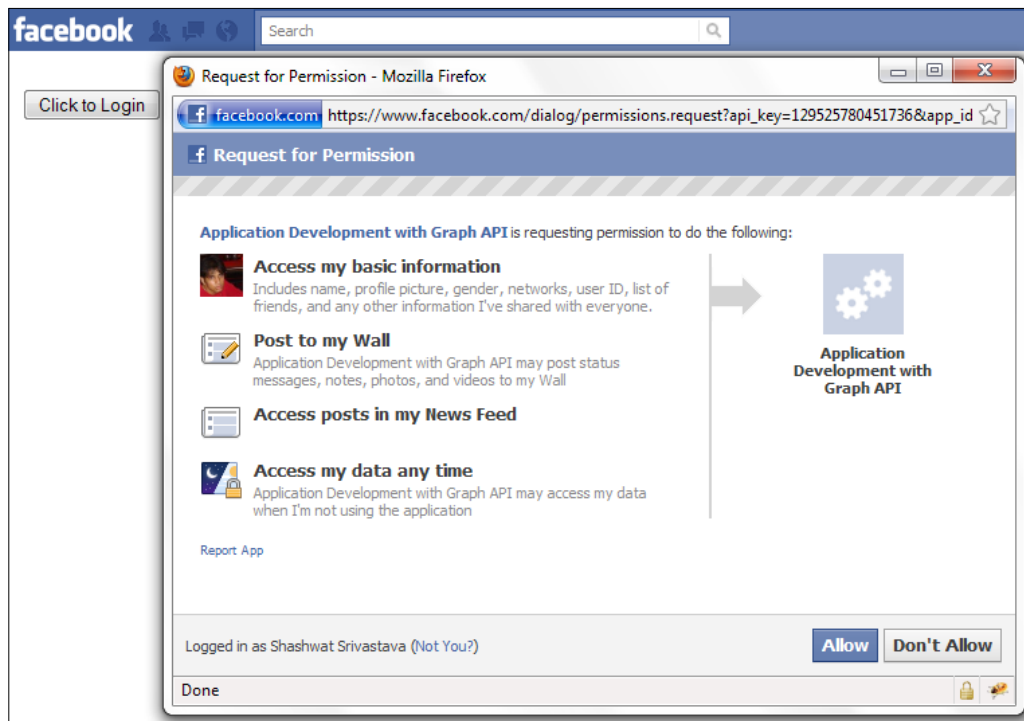 facebook
Search
Click to Login
Request for Permission - Mozilla Firefox
facebook.com https://www.facebook.com/dialog/permissions.request?api_key=129525780451736&app_id
Request for Permission
Application Development with Graph API is requesting permission to do the following:
Access my basic information
Includes name, profile picture, gender, networks, user ID, list of
friends, and any other information I've shared with everyone.
Post to my Wall
Application Development with Graph API may post status
messages, notes, photos, and videos to my Wall
Access posts in my News Feed
Access my data any time
Application Development with Graph API may access my data
when I'm not using the application
Application
Development with
Graph API
Report App
Logged in as Shashwat Srivastava (Not You?)
Allow
Don't Allow
Done